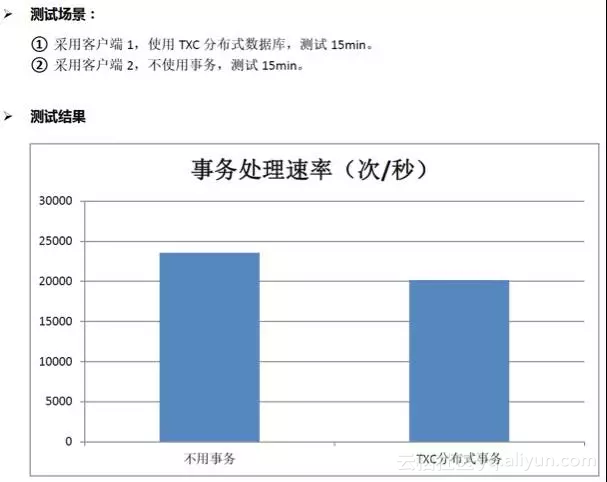 测试场景：
① 采用客户端 1，使用 TXC 分布式数据库，测试 15min。
② 采用客户端 2，不使用事务，测试 15min。
测试结果
事务处理速率（次/秒）
30000
25000
20000
15000
10000
5000
0
不用事务
TXC分布式事务
aliyun.com